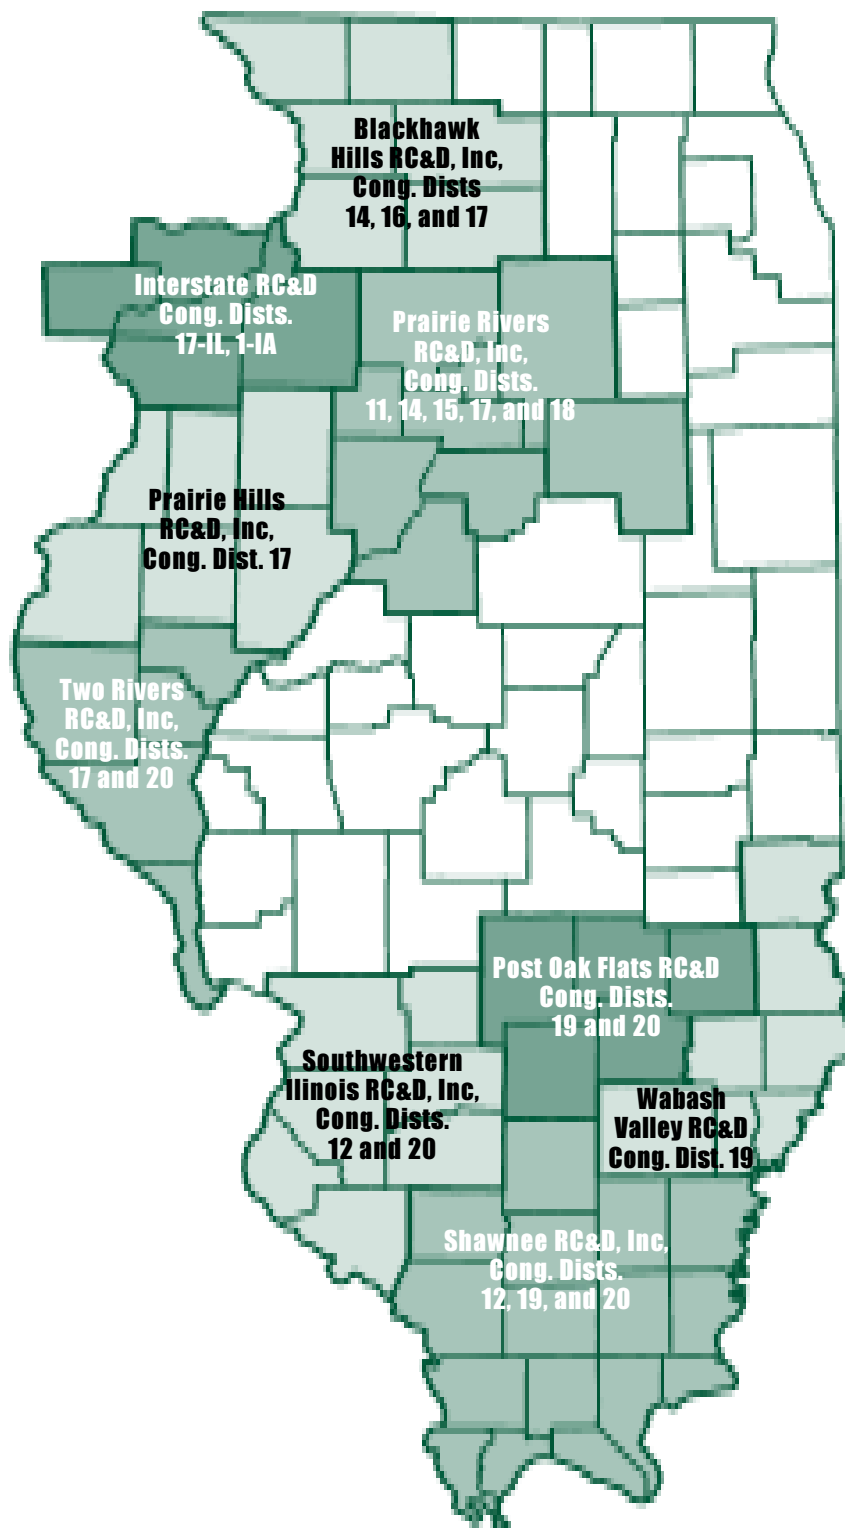 Blackhawk
Hills RC&D, Inc,
Cong. Dists
14, 16, and 17
Interstate RC&D
Cong. Dists.
17-IL, 1-IA
Prairie Rivers
RC&D, Inc,
Cong. Dists.
11, 14, 15, 17, and 18
Prairie Hills
RC&D, Inc,
Cong. Dist. 17
Two Rivers
RC&D, Inc,
Cong. Dists.
17 and 20
Post Oak Flats RC&D
Cong. Dists.
19 and 20
Southwestern
Ilinois RC&D, Inc,
Cong. Dists.
12 and 20
Wabash
Valley RC&D
Cong. Dist. 19
Shawnee RC&D, Inc,
Cong. Dists.
12, 19, and 20